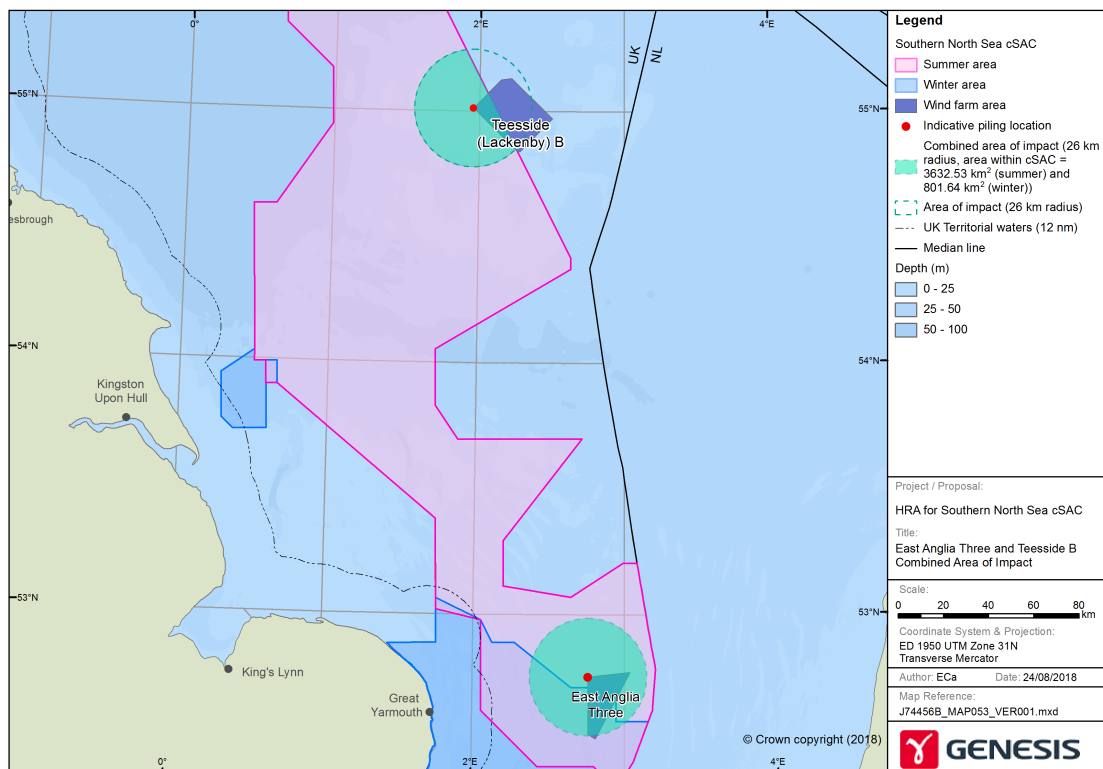 0°
2°E
4°E
UK
NL
55°N
55°N
Teesside
(Lackenby) B
esbrough
54°N
54°N
Kingston
Upon Hull
53°N
53°N
King's Lynn
Great
Yarmouth
East Anglia
Three
© Crown copyright (2018)
0°
2°E
4°E
Legend
Southern North Sea cSAC
Summer area
Winter area
Wind farm area
Indicative piling location
Combined area of impact (26 km
radius, area within cSAC =
3632.53 km² (summer) and
801.64 km² (winter))
Area of impact (26 km radius)
UK Territorial waters (12 nm)
Median line
Depth (m)
0 - 25
25 - 50
50 - 100
Project / Proposal:
HRA for Southern North Sea cSAC
Title:
East Anglia Three and Teesside B
Combined Area of Impact
Scale:
0 20 40 60 80
km
Coordinate System & Projection:
ED 1950 UTM Zone 31N
Transverse Mercator
Author: ECa Date: 24/08/2018
Map Reference:
J74456B_MAP053_VER001.mxd
GENESIS